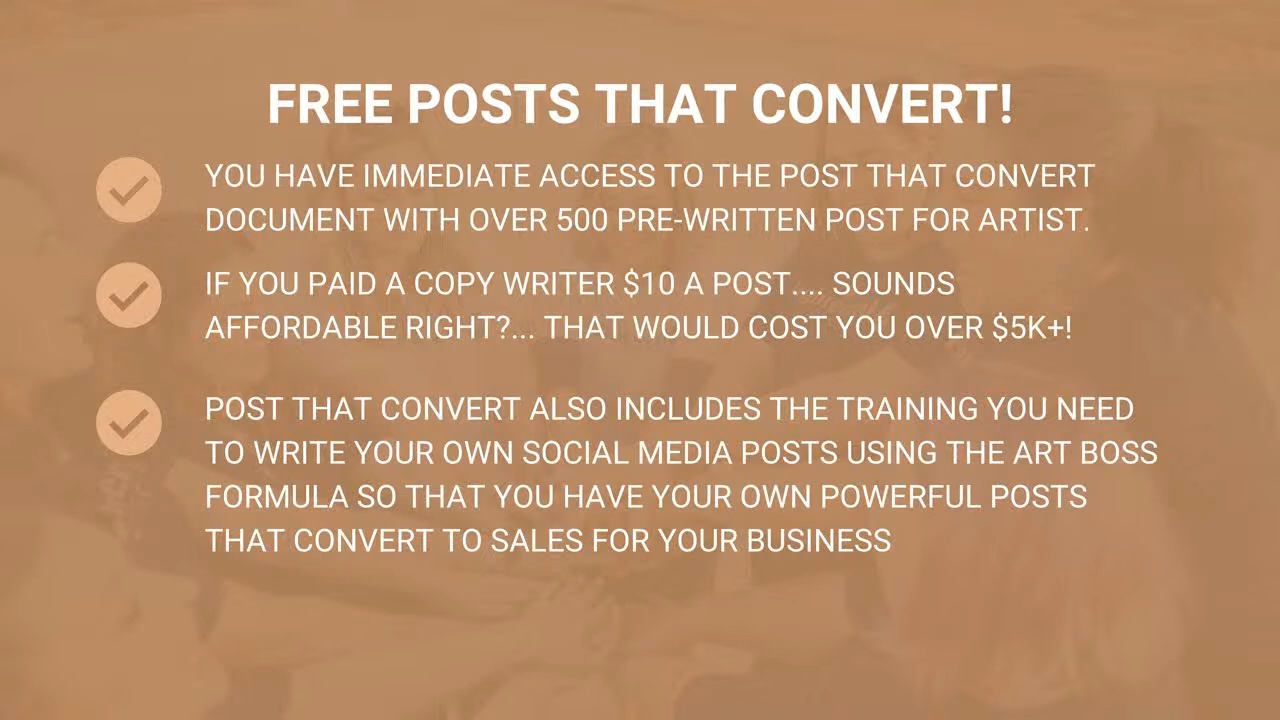 FREE POSTS THAT CONVERT!
YOU HAVE IMMEDIATE ACCESS TO THE POST THAT CONVERT
DOCUMENT WITH OVER 500 PRE-WRITTEN POST FOR ARTIST.
IF YOU PAID A COPY WRITER $10 A POST.... SOUNDS
AFFORDABLE RIGHT?... THAT WOULD COST YOU OVER $5K+!
POST THAT CONVERT ALSO INCLUDES THE TRAINING YOU NEED
TO WRITE YOUR OWN SOCIAL MEDIA POSTS USING THE ART BOSS
FORMULA SO THAT YOU HAVE YOUR OWN POWERFUL POSTS
THAT CONVERT TO SALES FOR YOUR BUSINESS